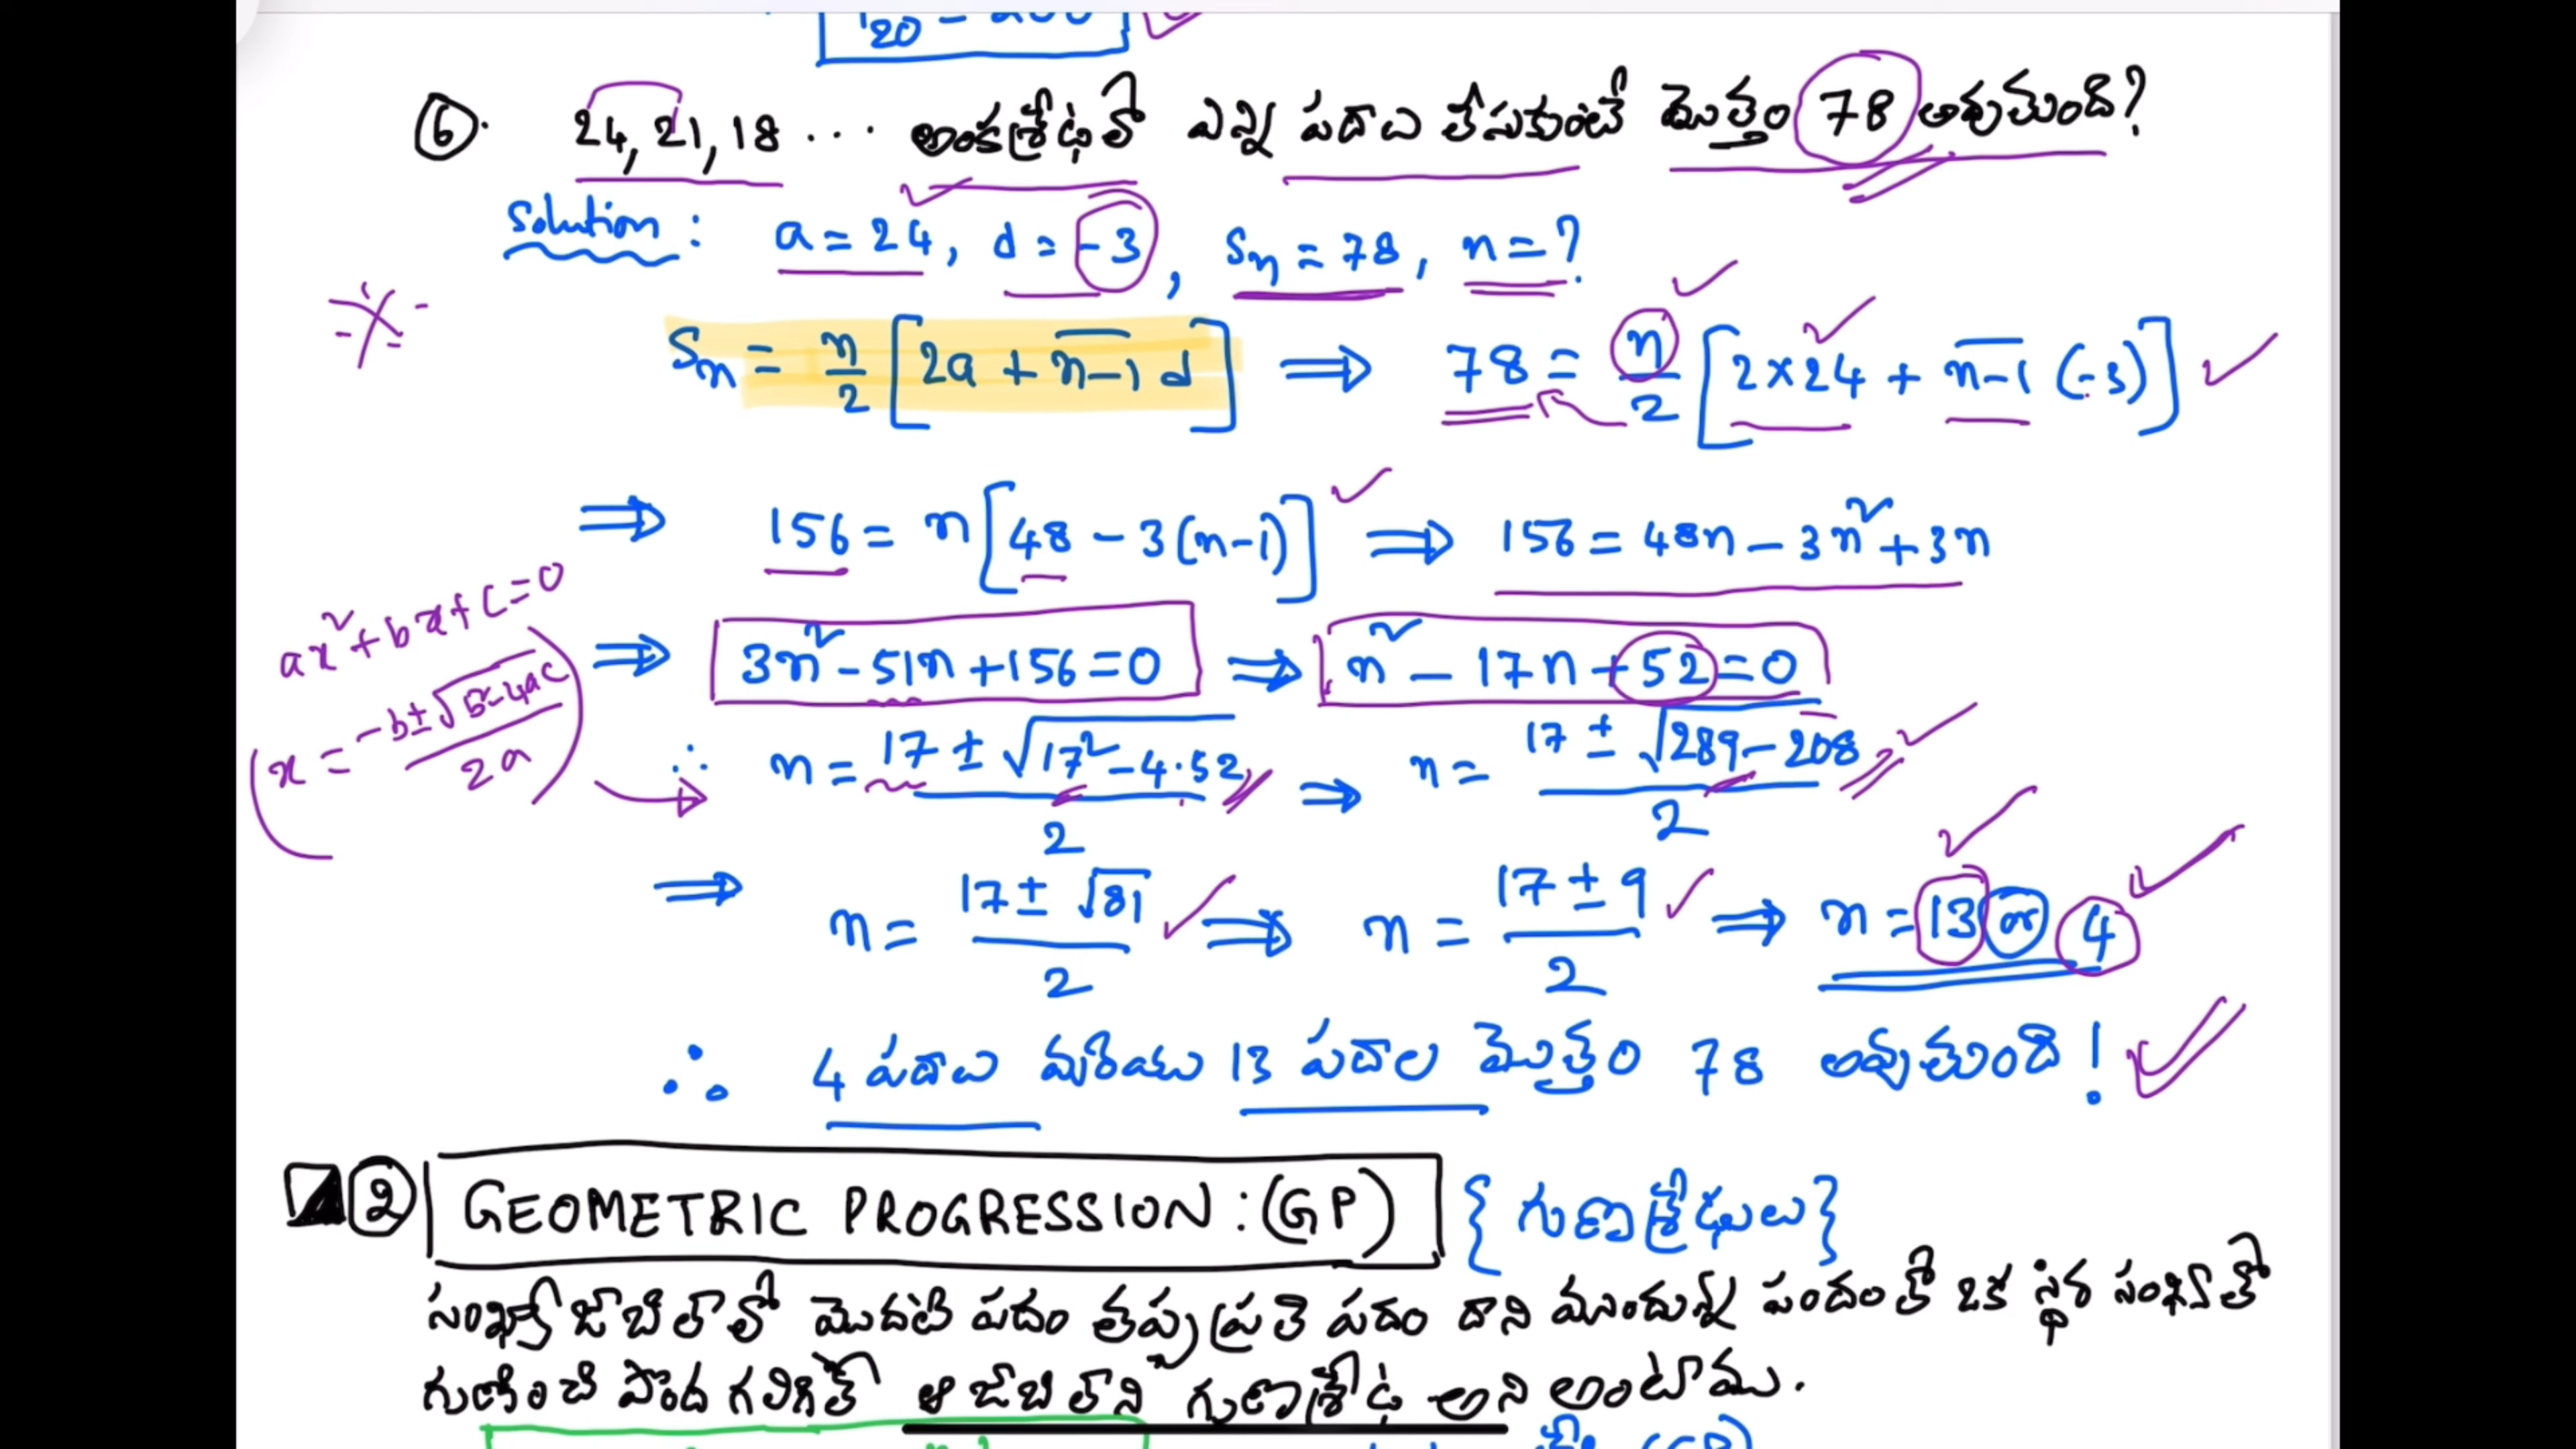 ⑥. 24, 21, 18 ... అంకశ్రేఢిలో ఎన్ని పదాలు తీసుకుంటే మొత్తం 78 అవుతుంది?
Solution : a = 24, d = -3, Sn = 78, n = ?
Sn = n/2 [2a + n-1 d] ⟹ 78 = n/2 [2×24 + n-1 (-3)]
⟹ 156 = n[48 - 3(n-1)] ⟹ 156 = 48n - 3n² + 3n
ax² + bx + c = 0
⟹ 3n² - 51n + 156 = 0 ⟹ n² - 17n + 52 = 0
x = (-b ± √(b² - 4ac))/2a
∴ n = (17 ± √(17² - 4·52))/2 ⟹ n = (17 ± √(289 - 208))/2
⟹ n = (17 ± √81)/2 ⟹ n = (17 ± 9)/2 ⟹ n = 13 or 4
∴ 4 పదాలు మరియు 13 పదాల మొత్తం 78 అవుతుంది!
② GEOMETRIC PROGRESSION : (GP) {గుణశ్రేఢులు}
సంఖ్యా జాబితాలో మొదటి పదం తప్ప ప్రతి పదం దాని ముందున్న పందంతో ఒక స్థిర సంఖ్యతో
గుణించి పొంద గలిగితే ఆ జాబితాని గుణశ్రేఢి అని అంటాము.